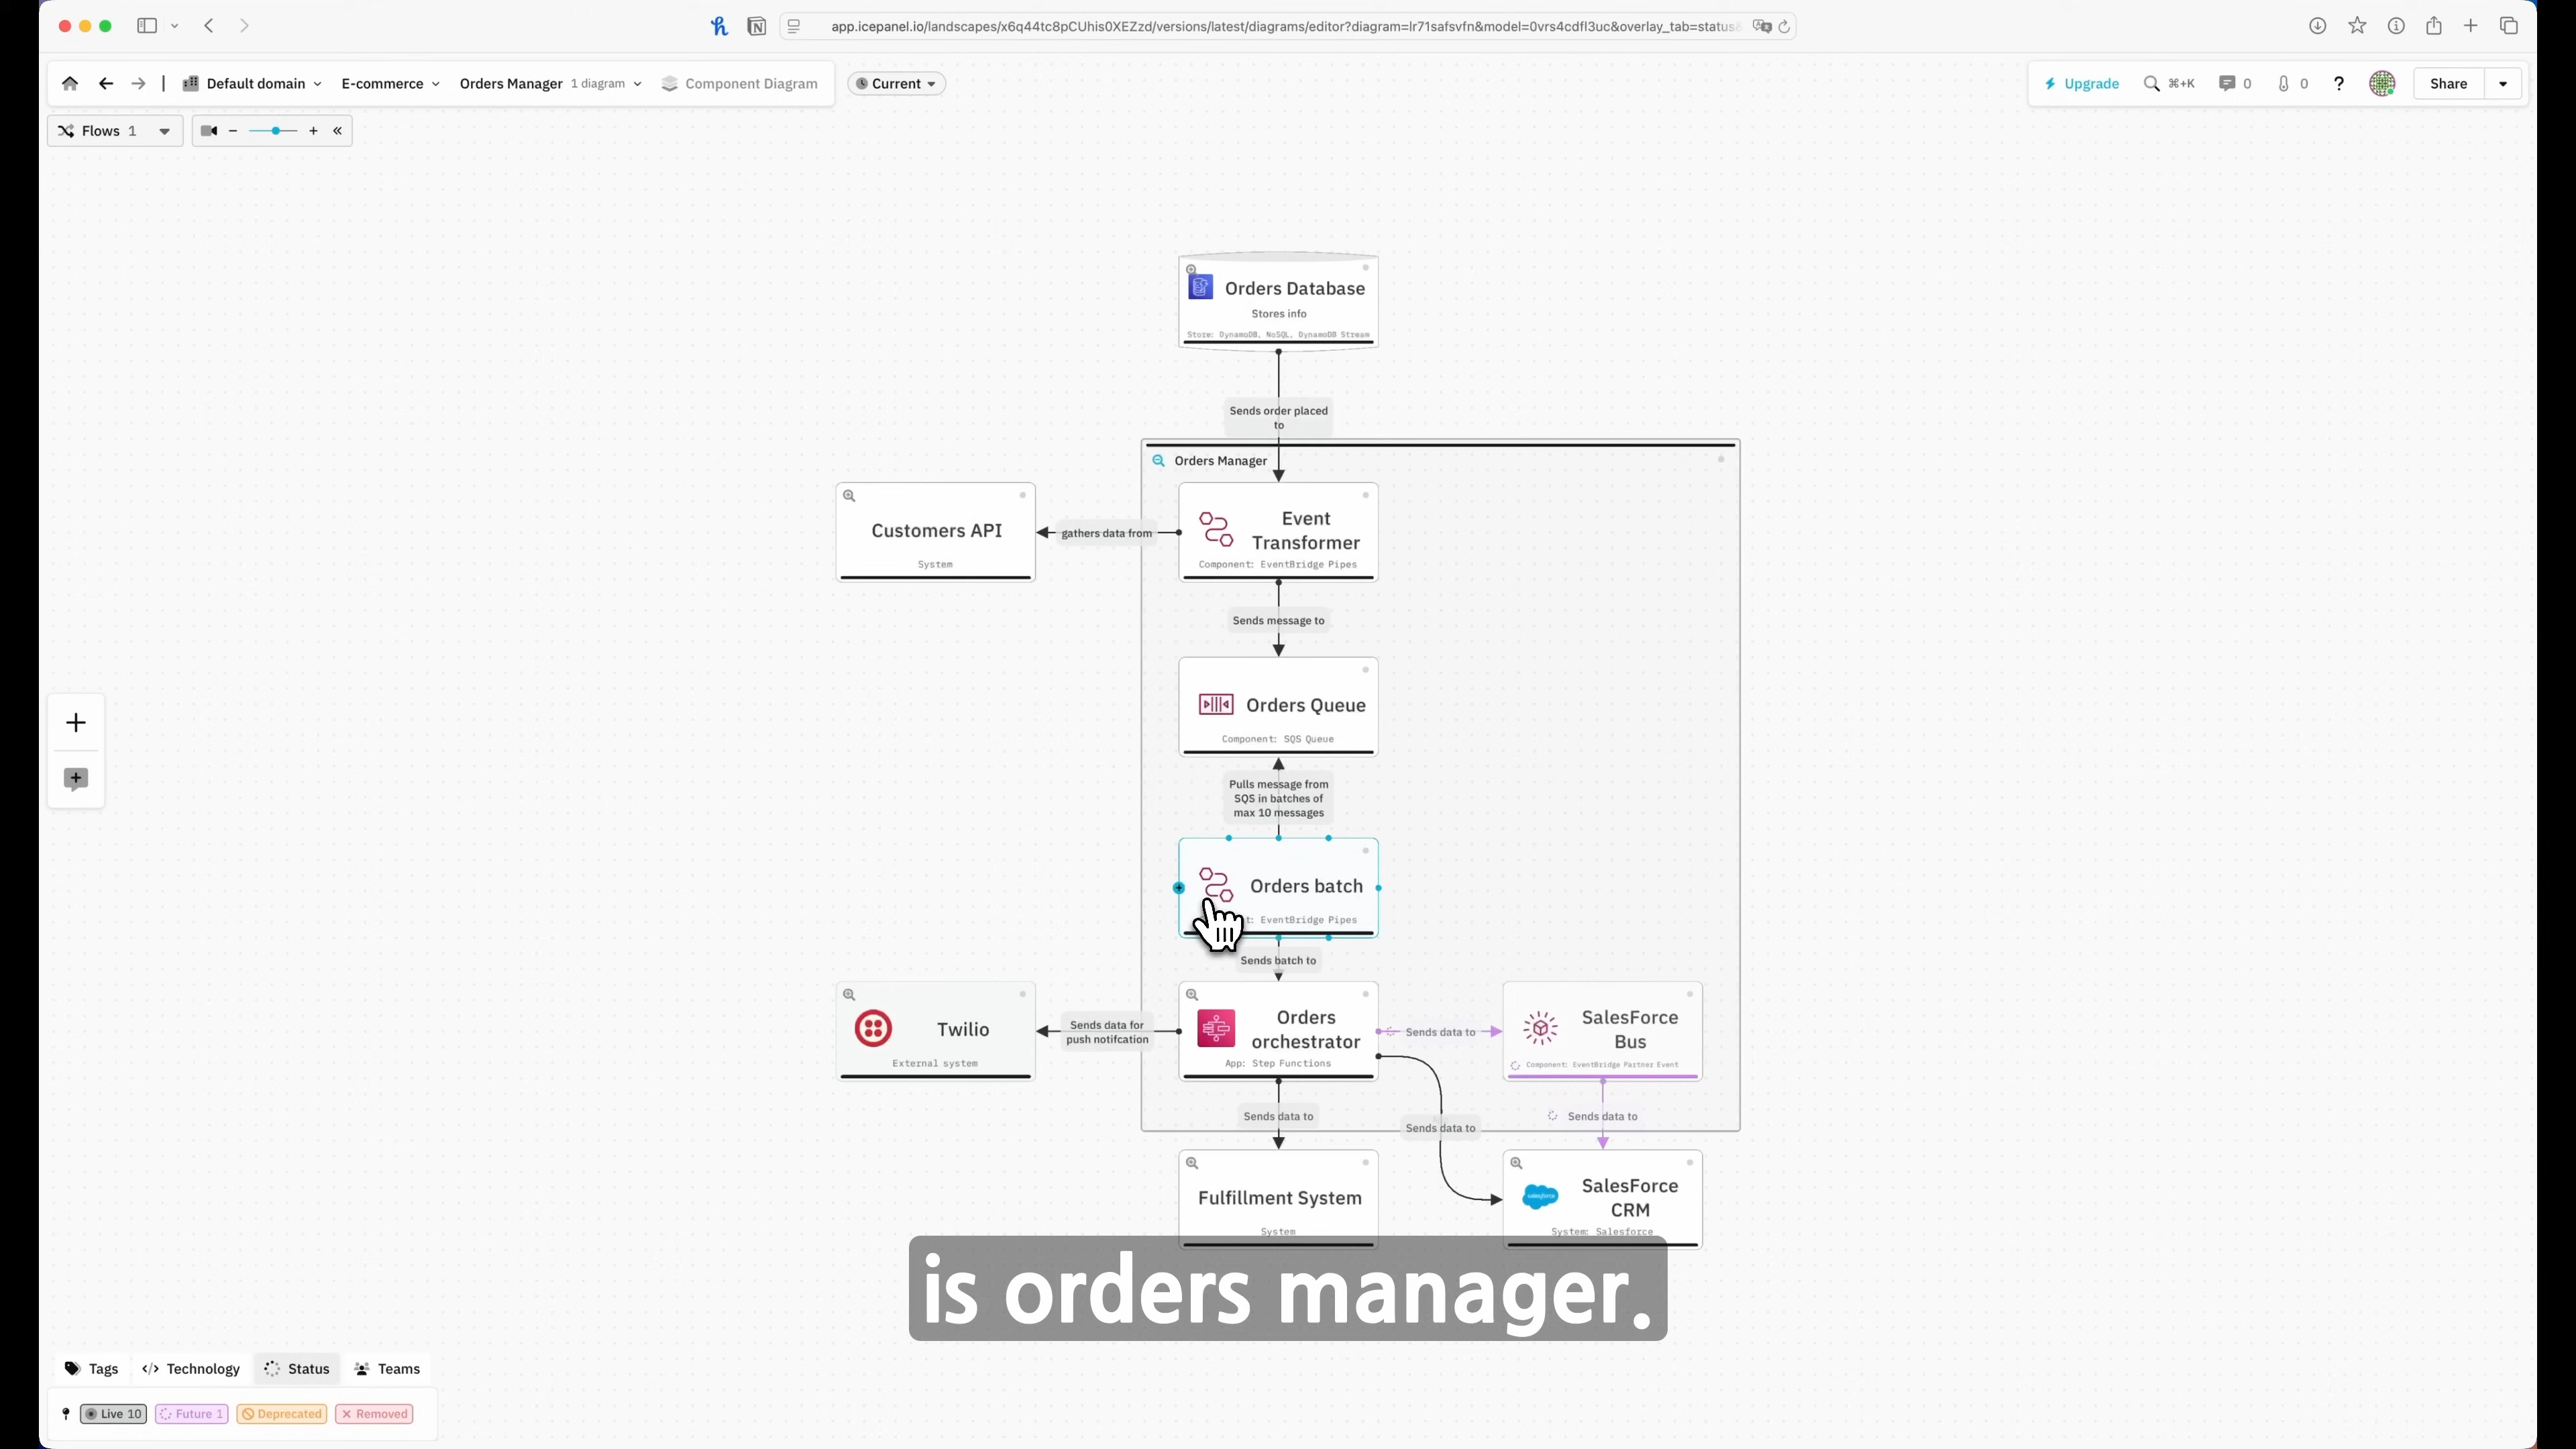 app.icepanel.io/landscapes/x6q44tc8pCUhis0XEZzd/versions/latest/diagrams/editor?diagram=lr71safsvfn&model=0vrs4cdfl3uc&overlay_tab=status&
Default domain
E-commerce
Orders Manager 1 diagram
Component Diagram
Current
Upgrade
⌘+K
0
0
?
Share
Flows 1
Orders Database
Stores info
Store: DynamoDB, NoSQL, DynamoDB Stream
Sends order placed
to
Orders Manager
Customers API
System
gathers data from
Event
Transformer
Component: EventBridge Pipes
Sends message to
Orders Queue
Component: SQS Queue
Pulls message from
SQS in batches of
max 10 messages
Orders batch
EventBridge Pipes
Sends batch to
Twilio
External system
Sends data for
push notifcation
Orders
orchestrator
App: Step Functions
Sends data to
SalesForce
Bus
Component: EventBridge Partner Event
Sends data to
Sends data to
Sends data to
Fulfillment System
System
salesforce
SalesForce
CRM
System: Salesforce
is orders manager.
Tags
Technology
Status
Teams
Live 10
Future 1
Deprecated
Removed